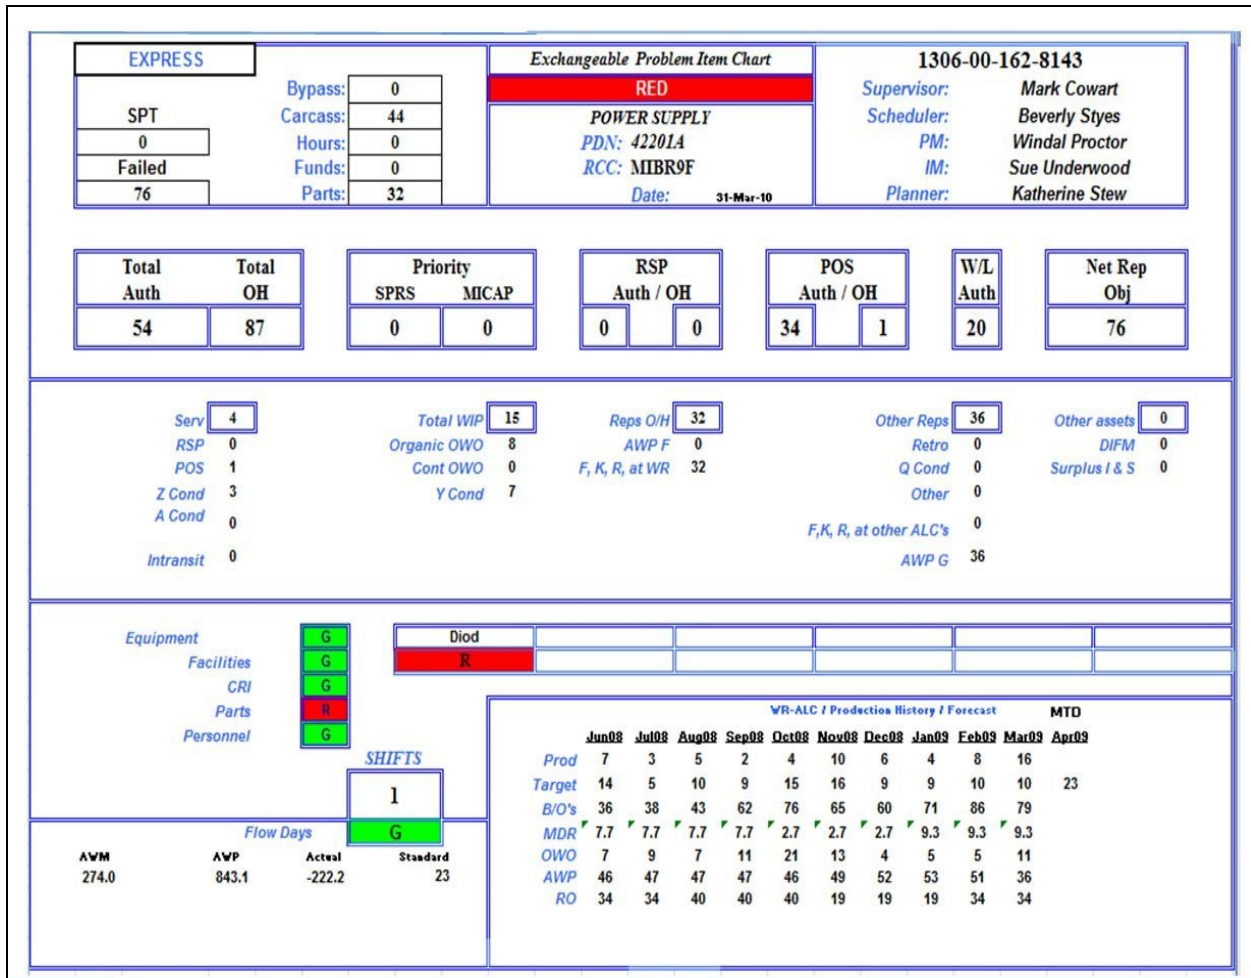 EXPRESS
Bypass: 0
SPT Carcass: 44
0 Hours: 0
Failed Funds: 0
76 Parts: 32
Exchangeable Problem Item Chart
RED
POWER SUPPLY
PDN: 42201A
RCC: MIBR9F
Date: 31-Mar-10
1306-00-162-8143
Supervisor: Mark Cowart
Scheduler: Beverly Styes
PM: Windal Proctor
IM: Sue Underwood
Planner: Katherine Stew
Total Total Priority RSP POS W/L Net Rep
Auth OH SPRS MICAP Auth / OH Auth / OH Auth Obj
54 87 0 0 0 0 34 1 20 76
Serv 4
RSP 0
POS 1
Z Cond 3
A Cond 0
Intransit 0
Total WIP 15
Organic OWO 8
Cont OWO 0
Y Cond 7
Reps O/H 32
AWP F 0
F, K, R, at WR 32
Other Reps 36
Retro 0
Q Cond 0
Other 0
F,K, R, at other ALC's 0
AWP G 36
Other assets 0
DIFM 0
Surplus I & S 0
Equipment G
Facilities G
CRI G
Parts R
Personnel G
Diod
R
SHIFTS
1
Flow Days G
AWM AWP Actual Standard
274.0 843.1 -222.2 23
WR-ALC / Production History / Forecast MTD
Jun08 Jul08 Aug08 Sep08 Oct08 Nov08 Dec08 Jan09 Feb09 Mar09 Apr09
Prod 7 3 5 2 4 10 6 4 8 16
Target 14 5 10 9 15 16 9 9 10 10 23
B/O's 36 38 43 62 76 65 60 71 86 79
MDR 7.7 7.7 7.7 7.7 2.7 2.7 2.7 9.3 9.3 9.3
OWO 7 9 7 11 21 13 4 5 5 11
AWP 46 47 47 47 46 49 52 53 51 36
RO 34 34 40 40 40 19 19 19 34 34